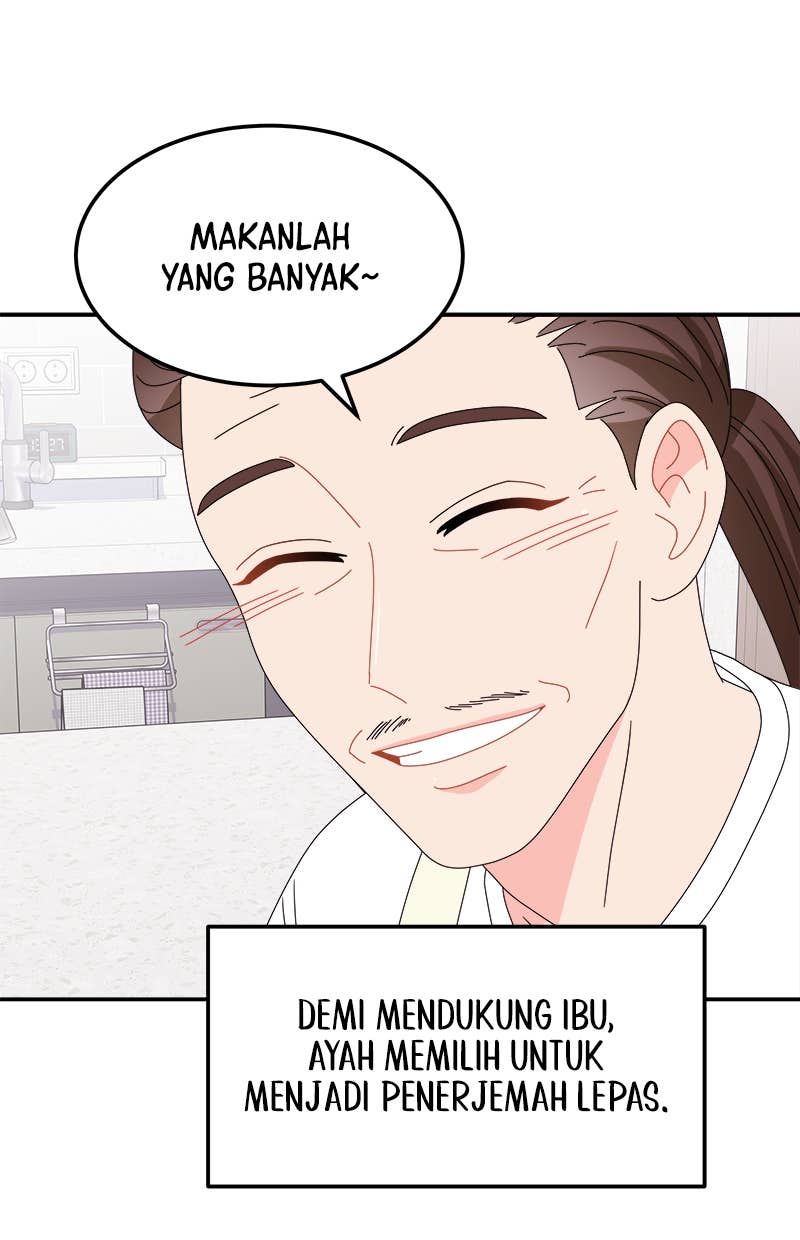 MAKANLAH
YANG BANYAK~
DEMI MENDUKUNG IBU,
AYAH MEMILIH UNTUK
MENJADI PENERJEMAH LEPAS.